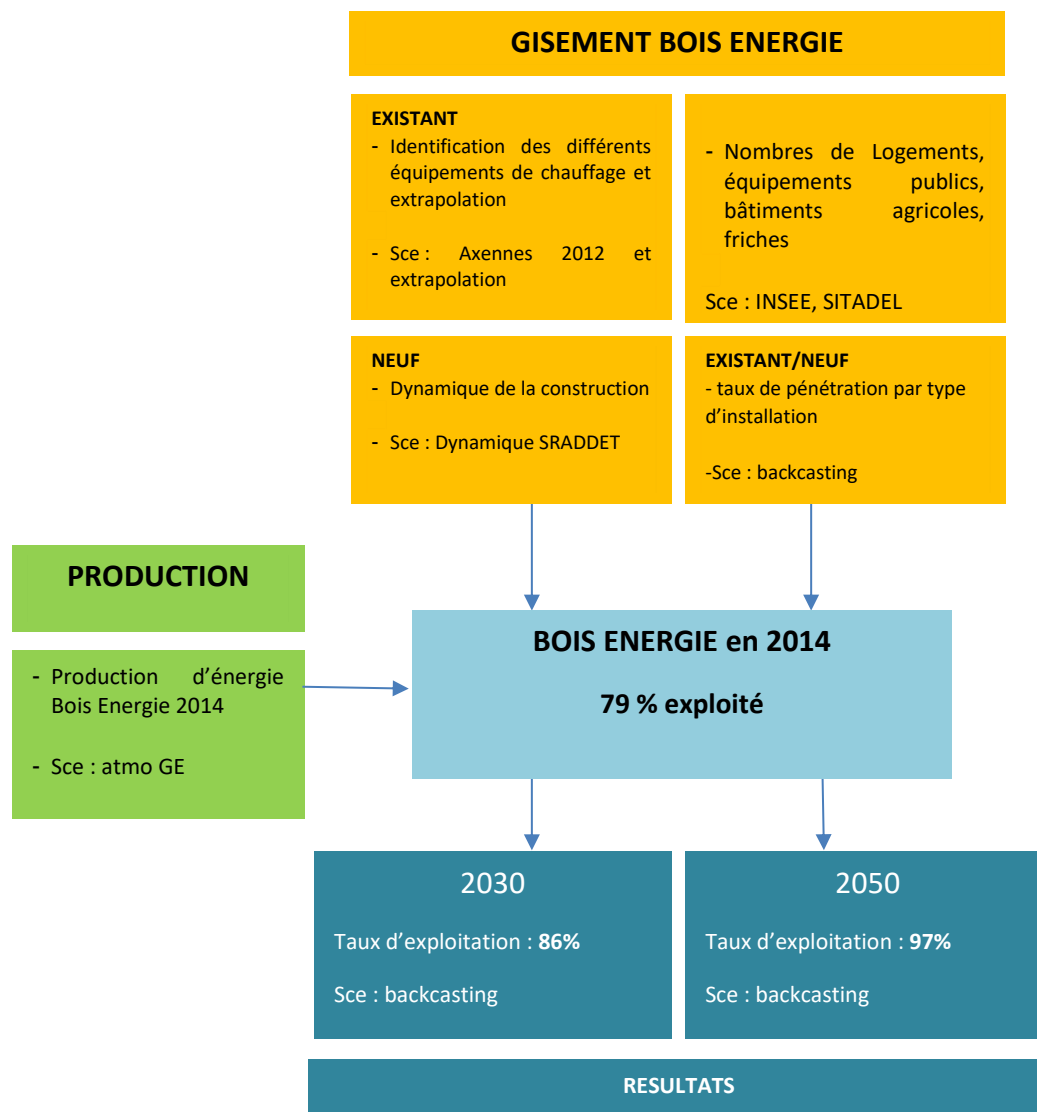 GISEMENT BOIS ENERGIE
EXISTANT
- Identification des différents
équipements de chauffage et
extrapolation
- Sce : Axennes 2012 et
extrapolation
- Nombres de Logements,
équipements publics,
bâtiments agricoles,
friches
Sce : INSEE, SITADEL
NEUF
- Dynamique de la construction
- Sce : Dynamique SRADDET
EXISTANT/NEUF
- taux de pénétration par type
d’installation
-Sce : backcasting
PRODUCTION
- Production d’énergie
Bois Energie 2014
- Sce : atmo GE
BOIS ENERGIE en 2014
79 % exploité
2030
Taux d’exploitation : 86%
Sce : backcasting
2050
Taux d’exploitation : 97%
Sce : backcasting
RESULTATS